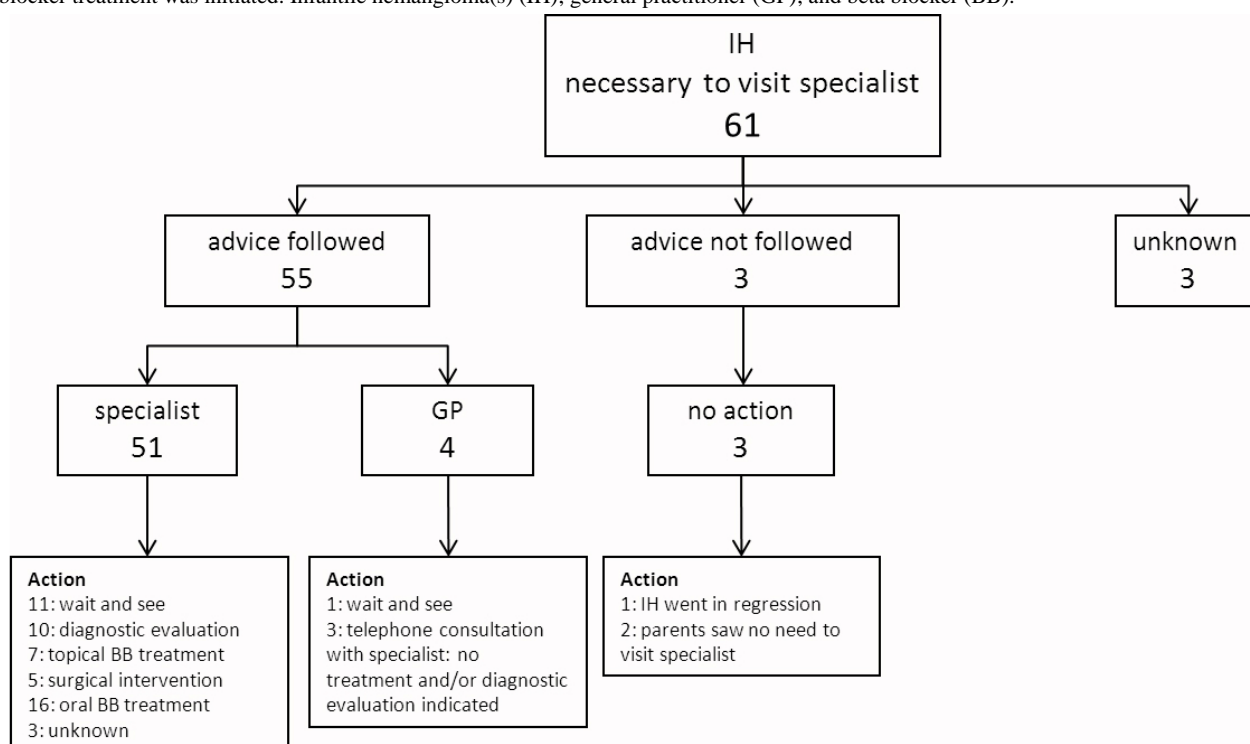 blocker treatment was initiated. Infantile hemangioma(s) (IH), general practitioner (GP), and beta blocker (BB).
IH
necessary to visit specialist
61
advice followed
55
advice not followed
3
unknown
3
specialist
51
GP
4
no action
3
Action
11: wait and see
10: diagnostic evaluation
7: topical BB treatment
5: surgical intervention
16: oral BB treatment
3: unknown
Action
1: wait and see
3: telephone consultation
with specialist: no
treatment and/or diagnostic
evaluation indicated
Action
1: IH went in regression
2: parents saw no need to
visit specialist